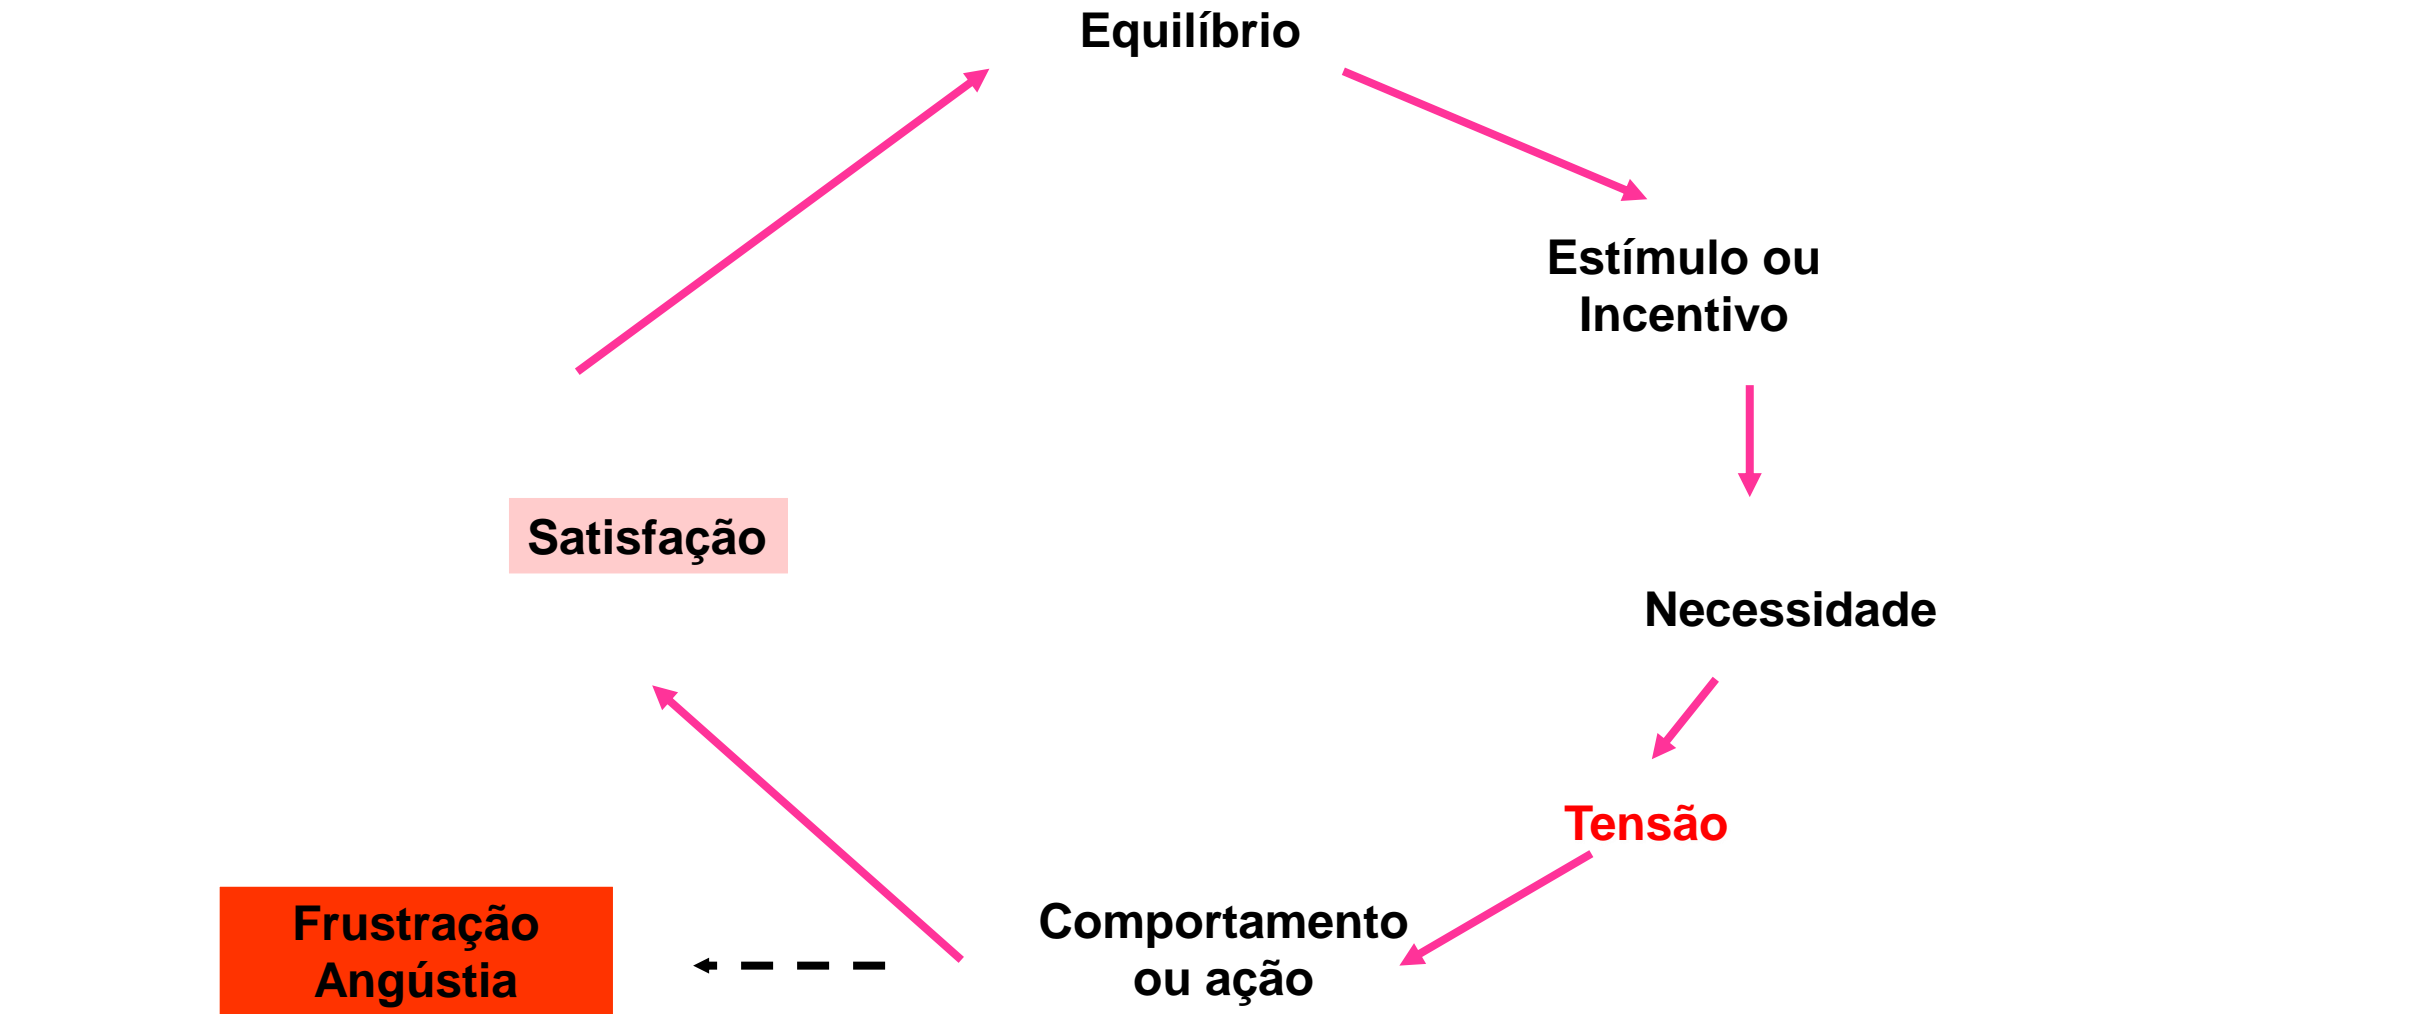 Equilíbrio
Estímulo ou
Incentivo
Satisfação
Necessidade
Tensão
Comportamento
ou ação
Frustração
Angústia